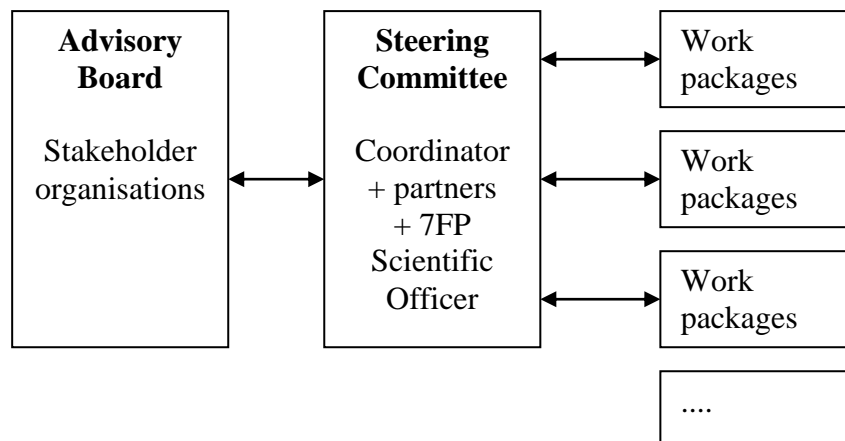 Advisory
Board
Stakeholder
organisations
Steering
Committee
Coordinator
+ partners
+ 7FP
Scientific
Officer
Work
packages
Work
packages
Work
packages
....